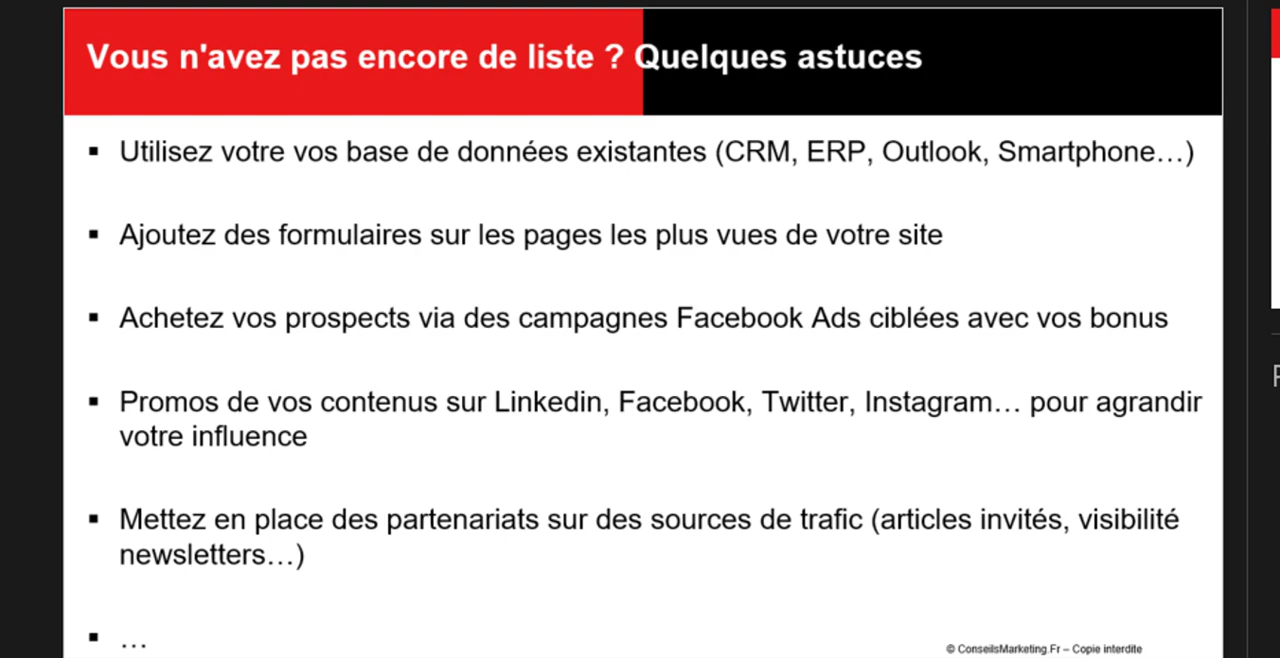 Vous n'avez pas encore de liste ? Quelques astuces
▪ Utilisez votre vos base de données existantes (CRM, ERP, Outlook, Smartphone…)
▪ Ajoutez des formulaires sur les pages les plus vues de votre site
▪ Achetez vos prospects via des campagnes Facebook Ads ciblées avec vos bonus
▪ Promos de vos contenus sur Linkedin, Facebook, Twitter, Instagram… pour agrandir
votre influence
▪ Mettez en place des partenariats sur des sources de trafic (articles invités, visibilité
newsletters…)
▪ …
© ConseilsMarketing.Fr – Copie interdite